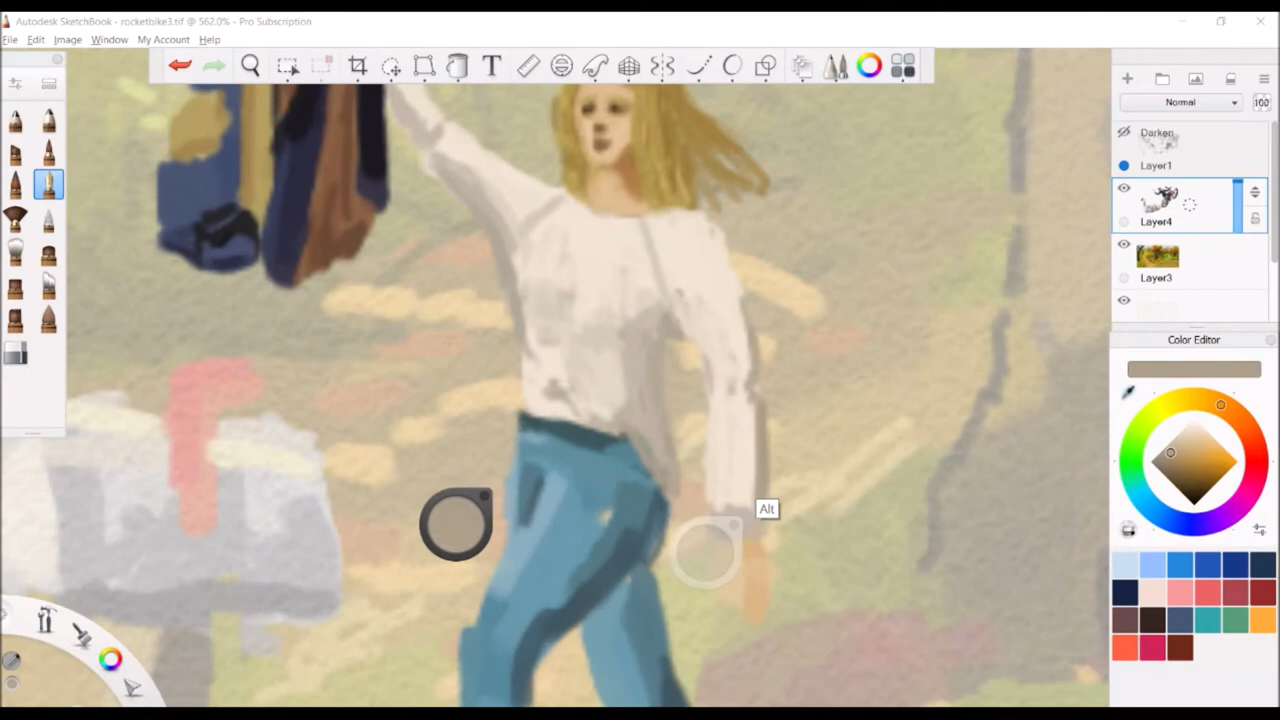 Autodesk SketchBook - rocketbike3.tif @ 562.0% - Pro Subscription
File Edit Image Window My Account Help
T
Normal 100
Darken
Layer1
Layer4
Layer3
Color Editor
Alt